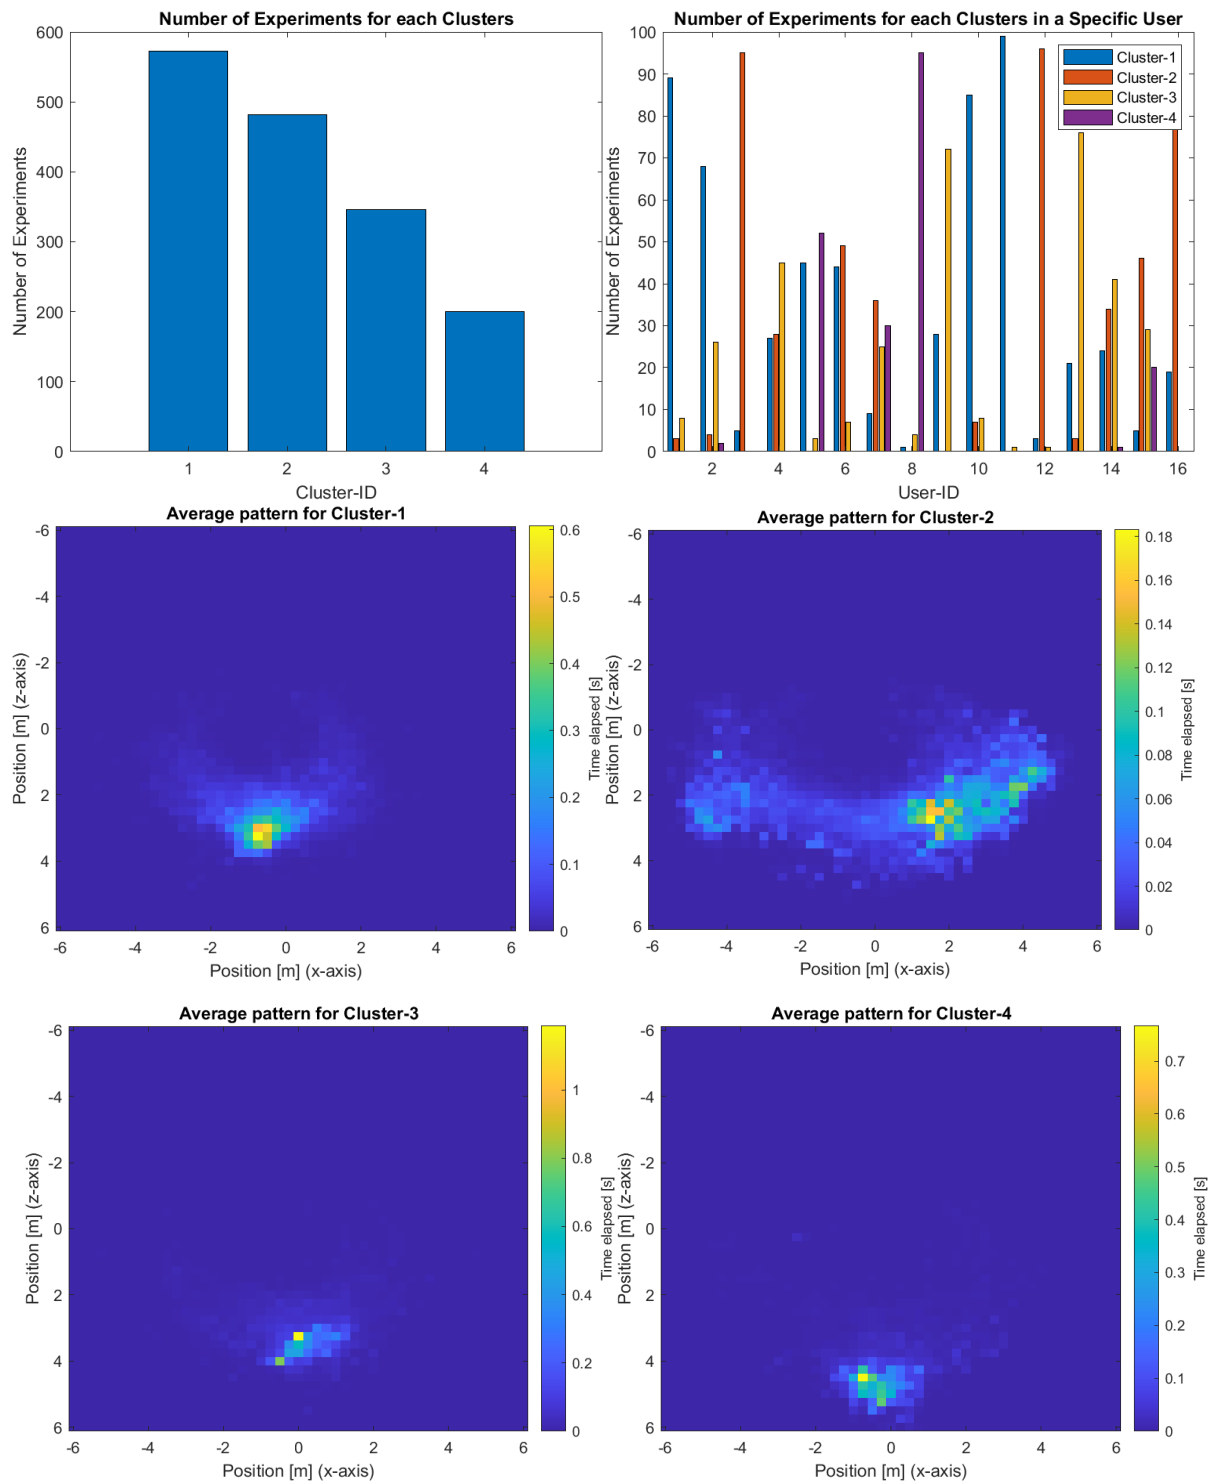 Number of Experiments for each Clusters
Number of Experiments
600
500
400
300
200
100
0
1 2 3 4
Cluster-ID
Number of Experiments for each Clusters in a Specific User
Number of Experiments
100
90
80
70
60
50
40
30
20
10
0
2 4 6 8 10 12 14 16
User-ID
Cluster-1
Cluster-2
Cluster-3
Cluster-4
Average pattern for Cluster-1
Position [m] (z-axis)
-6
-4
-2
0
2
4
6
-6 -4 -2 0 2 4 6
Position [m] (x-axis)
0.6
0.5
0.4
0.3
0.2
0.1
0
Time elapsed [s]
Average pattern for Cluster-2
Position [m] (z-axis)
-6
-4
-2
0
2
4
6
-6 -4 -2 0 2 4 6
Position [m] (x-axis)
0.18
0.16
0.14
0.12
0.1
0.08
0.06
0.04
0.02
0
Time elapsed [s]
Average pattern for Cluster-3
Position [m] (z-axis)
-6
-4
-2
0
2
4
6
-6 -4 -2 0 2 4 6
Position [m] (x-axis)
1
0.8
0.6
0.4
0.2
0
Time elapsed [s]
Average pattern for Cluster-4
Position [m] (z-axis)
-6
-4
-2
0
2
4
6
-6 -4 -2 0 2 4 6
Position [m] (x-axis)
0.7
0.6
0.5
0.4
0.3
0.2
0.1
0
Time elapsed [s]